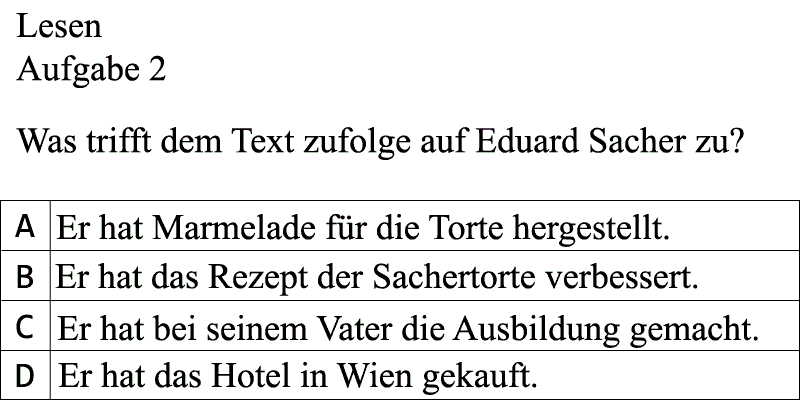 Lesen
Aufgabe 2
Was trifft dem Text zufolge auf Eduard Sacher zu?
A Er hat Marmelade für die Torte hergestellt.
B Er hat das Rezept der Sachertorte verbessert.
C Er hat bei seinem Vater die Ausbildung gemacht.
D Er hat das Hotel in Wien gekauft.